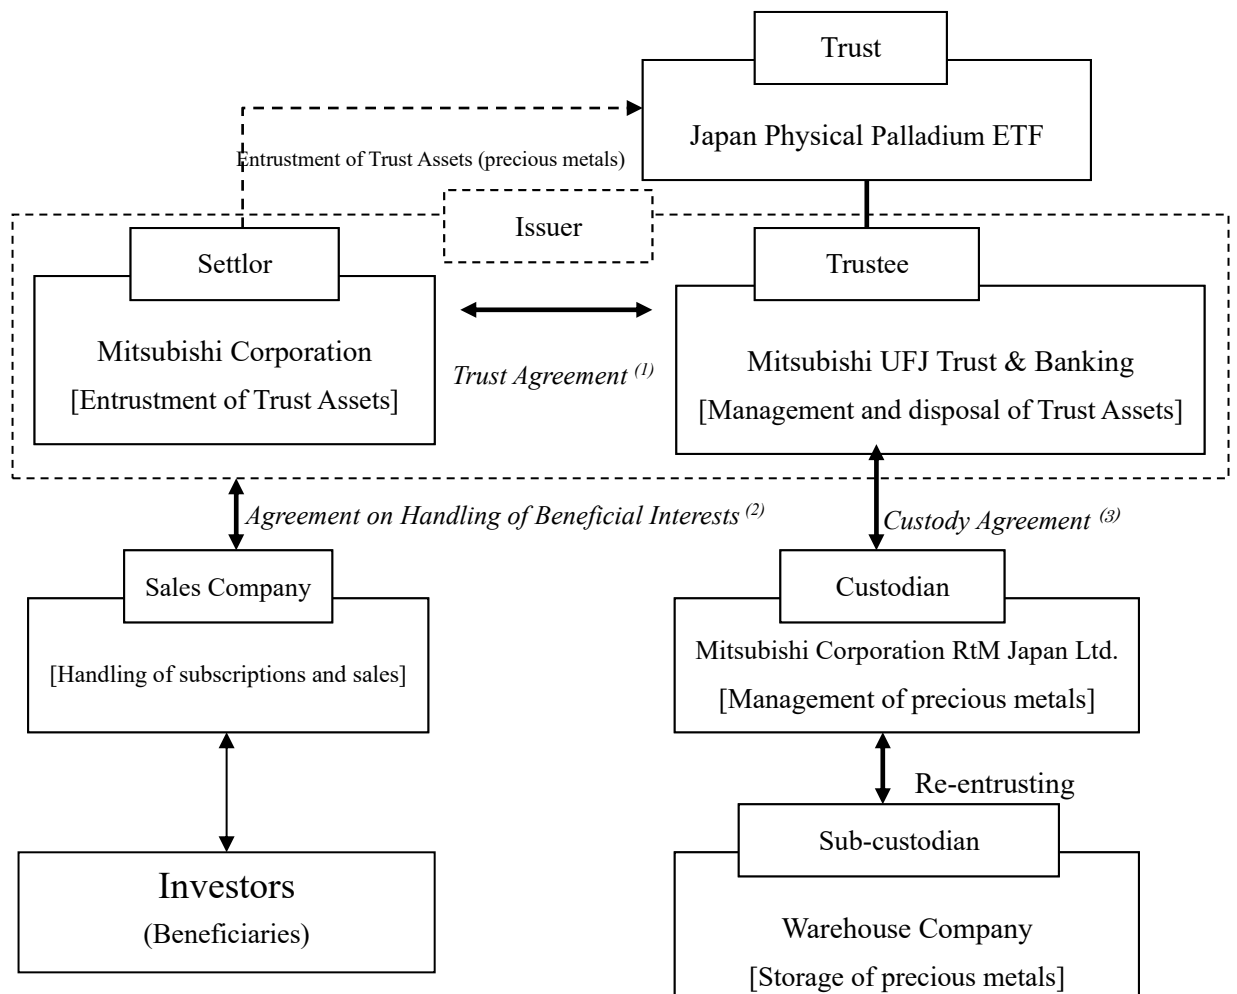 Trust
Japan Physical Palladium ETF
Entrustment of Trust Assets (precious metals)
Issuer
Settlor
Trustee
Mitsubishi Corporation
[Entrustment of Trust Assets]
Trust Agreement (1)
Mitsubishi UFJ Trust & Banking
[Management and disposal of Trust Assets]
Agreement on Handling of Beneficial Interests (2)
Custody Agreement (3)
Sales Company
[Handling of subscriptions and sales]
Custodian
Mitsubishi Corporation RtM Japan Ltd.
[Management of precious metals]
Re-entrusting
Sub-custodian
Investors
(Beneficiaries)
Warehouse Company
[Storage of precious metals]